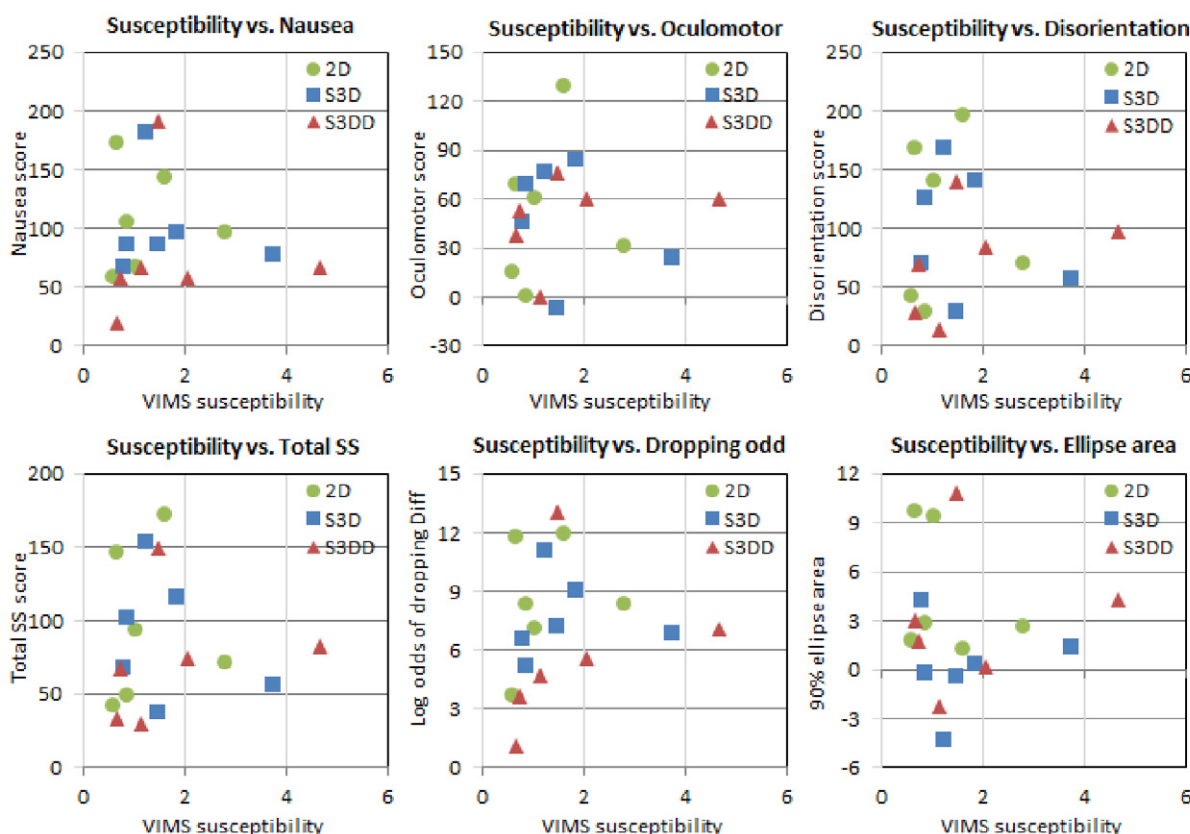 Susceptibility vs. Nausea
250
200
150
100
50
0
Nausea score
2D
S3D
S3DD
0 2 4 6
VIMS susceptibility
Susceptibility vs. Oculomotor
150
120
90
60
30
0
-30
Oculomotor score
2D
S3D
S3DD
0 2 4 6
VIMS susceptibility
Susceptibility vs. Disorientation
250
200
150
100
50
0
Disorientation score
2D
S3D
S3DD
0 2 4 6
VIMS susceptibility
Susceptibility vs. Total SS
200
150
100
50
0
Total SS score
2D
S3D
S3DD
0 2 4 6
VIMS susceptibility
Susceptibility vs. Dropping odd
15
12
9
6
3
0
Log odds of dropping Diff
2D
S3D
S3DD
0 2 4 6
VIMS susceptibility
Susceptibility vs. Ellipse area
12
9
6
3
0
-3
-6
90% ellipse area
2D
S3D
S3DD
0 2 4 6
VIMS susceptibility